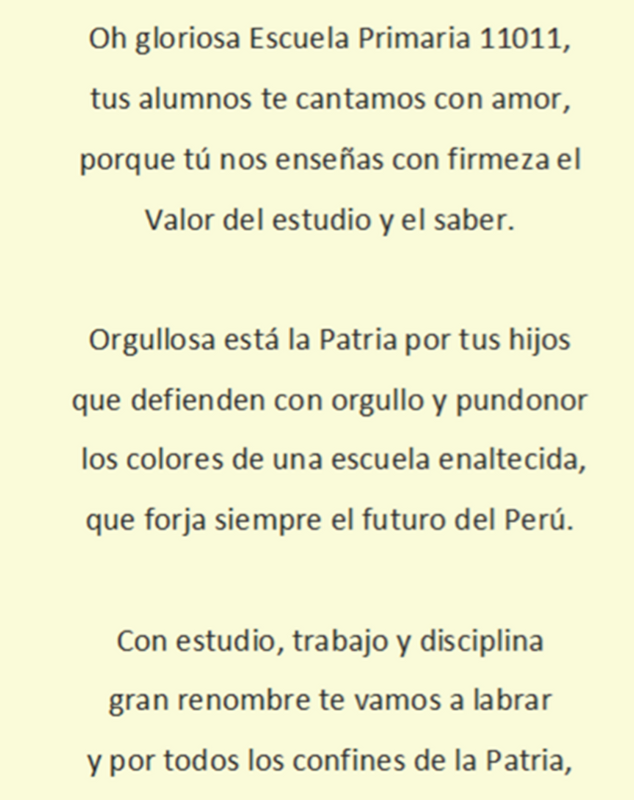 Oh gloriosa Escuela Primaria 11011,
tus alumnos te cantamos con amor,
porque tú nos enseñas con firmeza el
Valor del estudio y el saber.
Orgullosa está la Patria por tus hijos
que defienden con orgullo y pundonor
los colores de una escuela enaltecida,
que forja siempre el futuro del Perú.
Con estudio, trabajo y disciplina
gran renombre te vamos a labrar
y por todos los confines de la Patria,